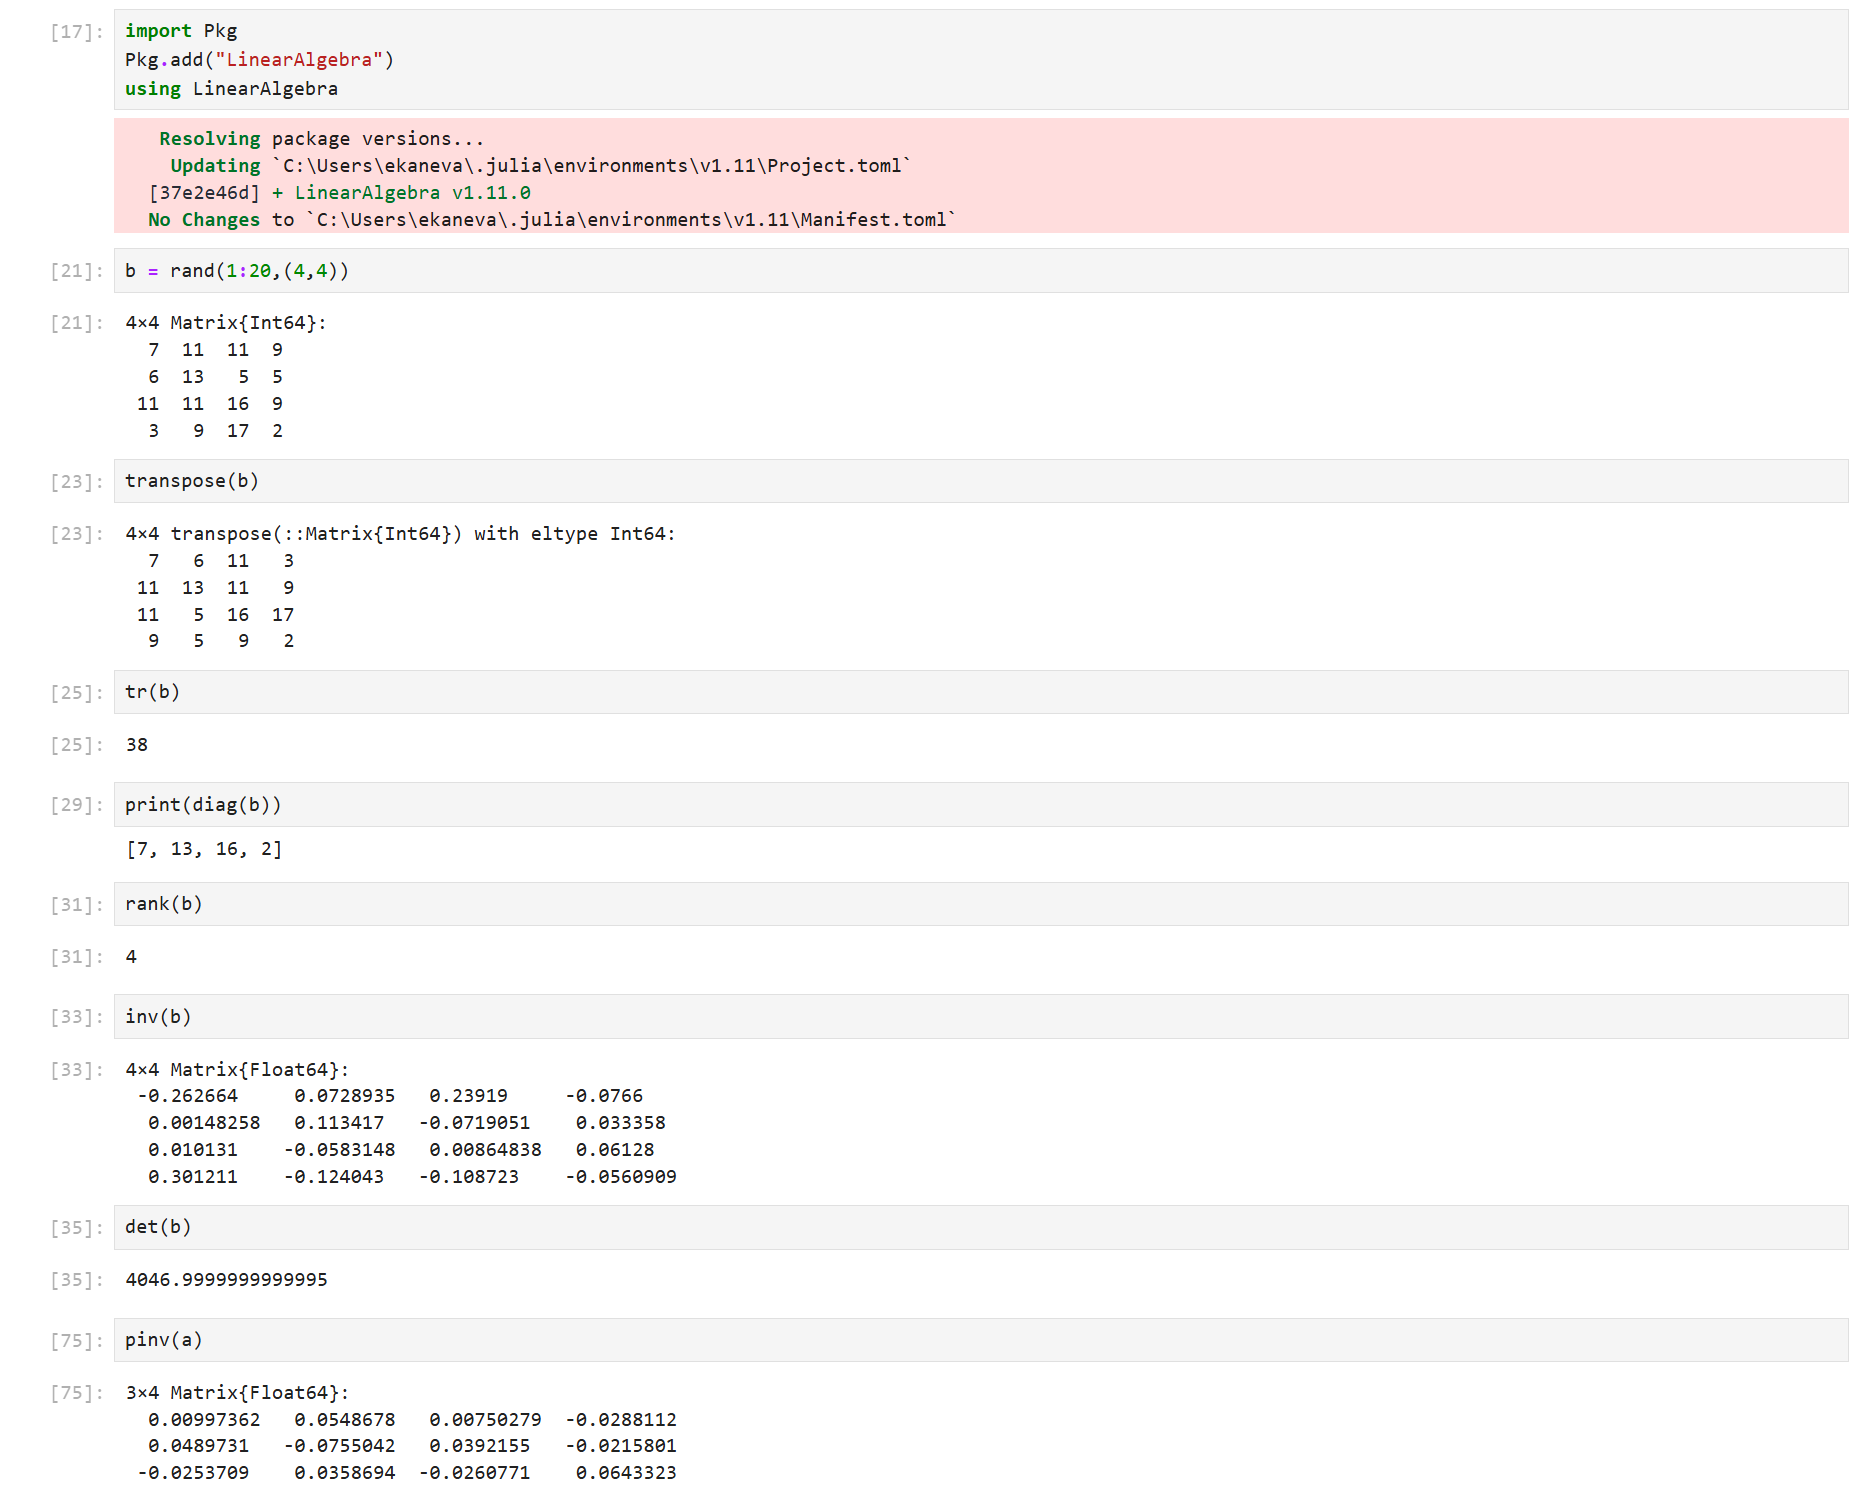 [17]: import Pkg
Pkg.add("LinearAlgebra")
using LinearAlgebra
Resolving package versions...
Updating `C:\Users\ekaneva\.julia\environments\v1.11\Project.toml`
[37e2e46d] + LinearAlgebra v1.11.0
No Changes to `C:\Users\ekaneva\.julia\environments\v1.11\Manifest.toml`
[21]: b = rand(1:20,(4,4))
[21]: 4×4 Matrix{Int64}:
7 11 11 9
6 13 5 5
11 11 16 9
3 9 17 2
[23]: transpose(b)
[23]: 4×4 transpose(::Matrix{Int64}) with eltype Int64:
7 6 11 3
11 13 11 9
11 5 16 17
9 5 9 2
[25]: tr(b)
[25]: 38
[29]: print(diag(b))
[7, 13, 16, 2]
[31]: rank(b)
[31]: 4
[33]: inv(b)
[33]: 4×4 Matrix{Float64}:
-0.262664 0.0728935 0.23919 -0.0766
0.00148258 0.113417 -0.0719051 0.033358
0.010131 -0.0583148 0.00864838 0.06128
0.301211 -0.124043 -0.108723 -0.0560909
[35]: det(b)
[35]: 4046.9999999999995
[75]: pinv(a)
[75]: 3×4 Matrix{Float64}:
0.00997362 0.0548678 0.00750279 -0.0288112
0.0489731 -0.0755042 0.0392155 -0.0215801
-0.0253709 0.0358694 -0.0260771 0.0643323